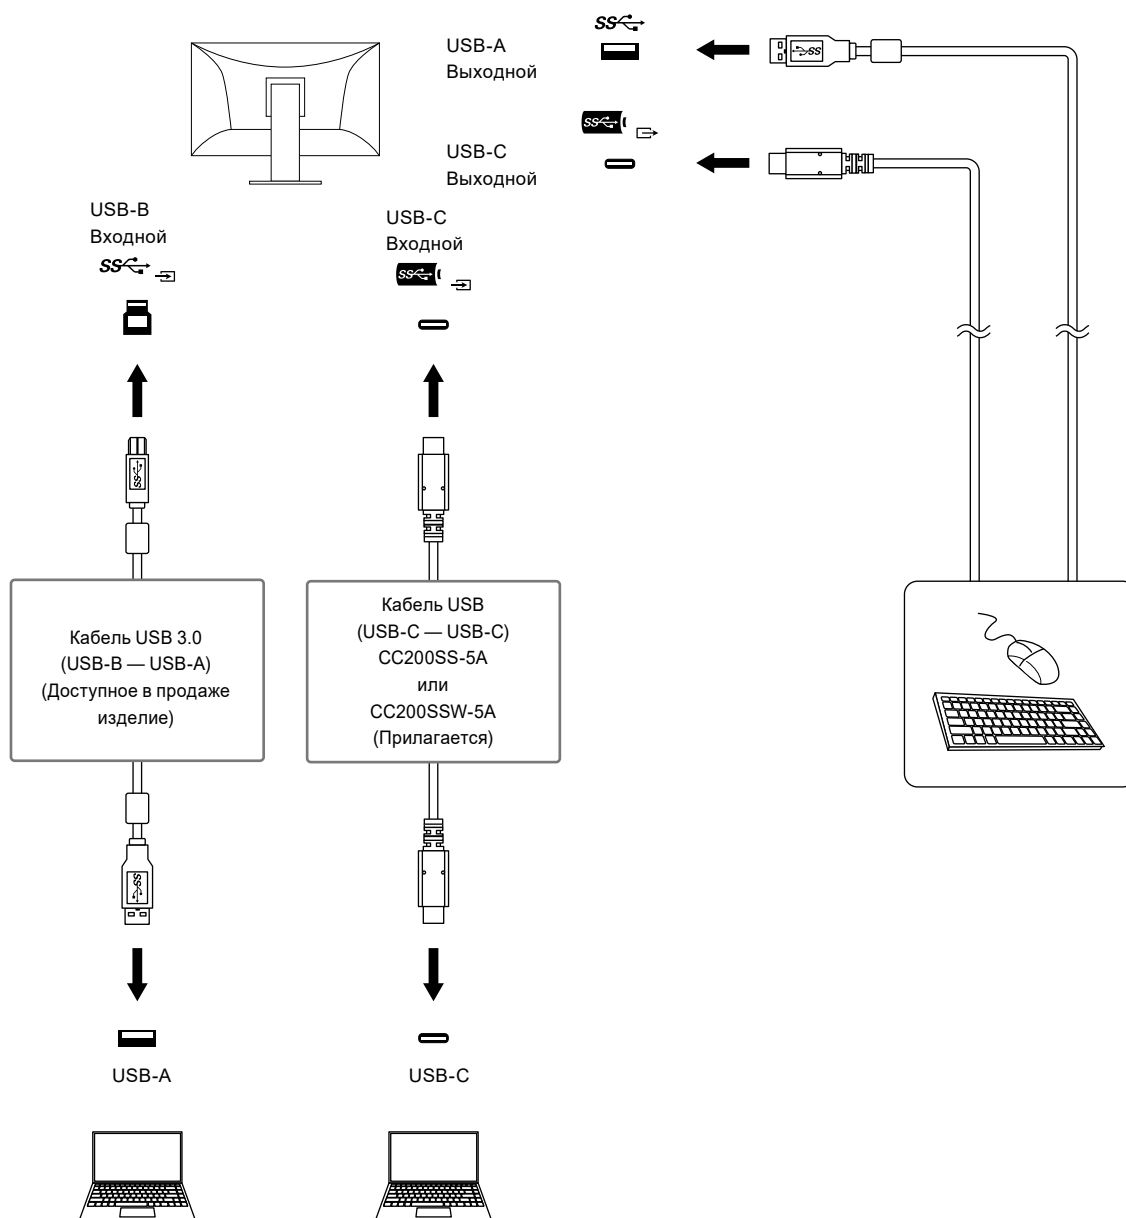 USB-A
Выходной
USB-C
Выходной
USB-B
Входной
USB-C
Входной
Кабель USB 3.0
(USB-B — USB-A)
(Доступное в продаже
изделие)
Кабель USB
(USB-C — USB-C)
CC200SS-5A
или
CC200SSW-5A
(Прилагается)
USB-A
USB-C